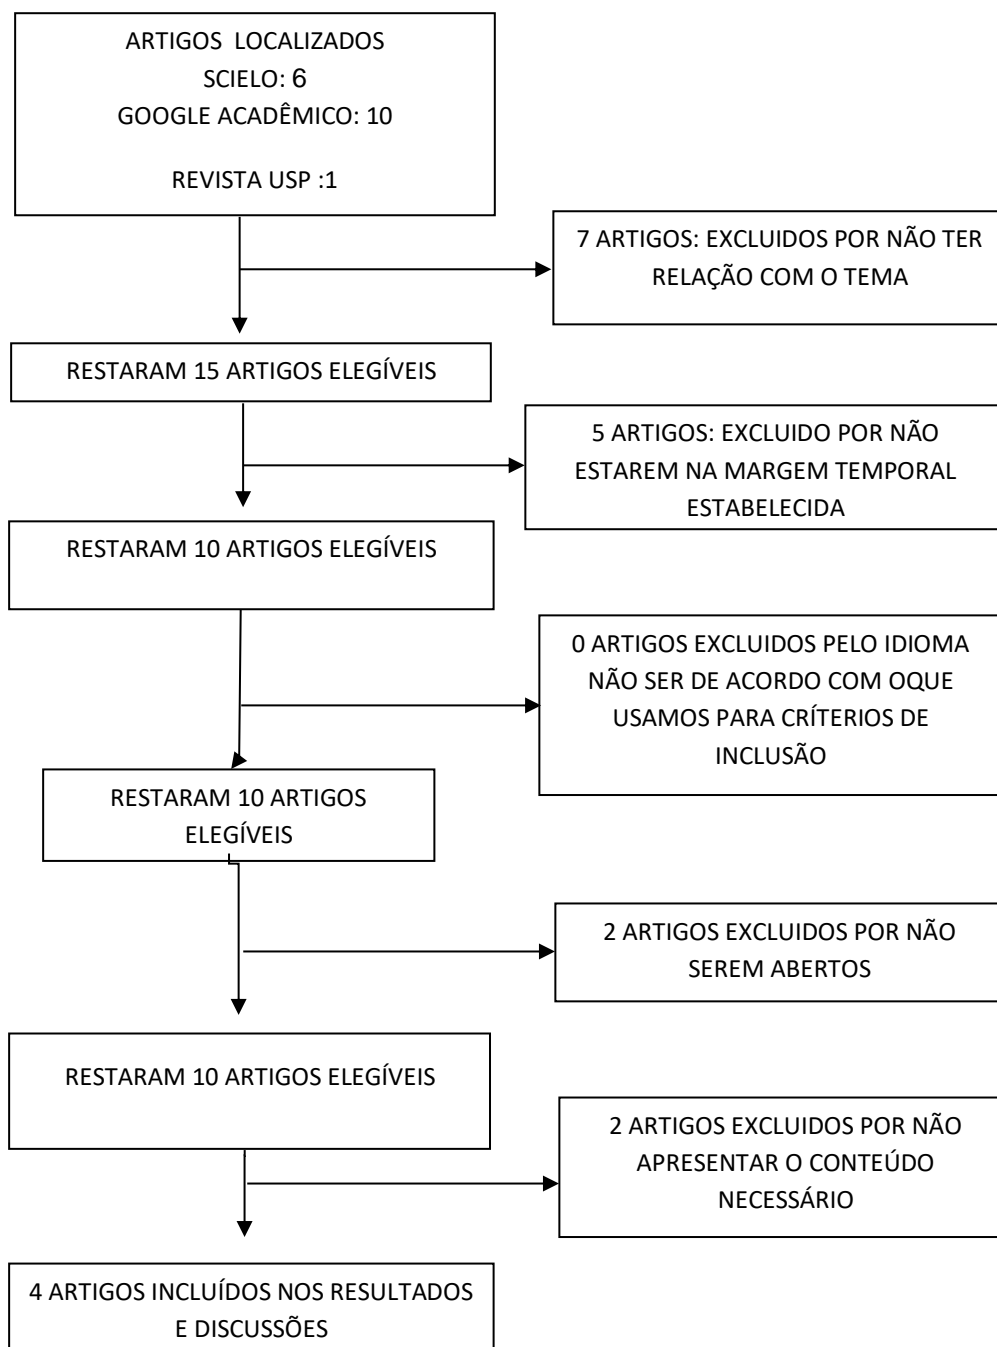 ARTIGOS LOCALIZADOS
SCIELO: 6
GOOGLE ACADÊMICO: 10
REVISTA USP :1
7 ARTIGOS: EXCLUIDOS POR NÃO TER
RELAÇÃO COM O TEMA
RESTARAM 15 ARTIGOS ELEGÍVEIS
5 ARTIGOS: EXCLUIDO POR NÃO
ESTAREM NA MARGEM TEMPORAL
ESTABELECIDA
RESTARAM 10 ARTIGOS ELEGÍVEIS
0 ARTIGOS EXCLUIDOS PELO IDIOMA
NÃO SER DE ACORDO COM OQUE
USAMOS PARA CRÍTERIOS DE
INCLUSÃO
RESTARAM 10 ARTIGOS
ELEGÍVEIS
2 ARTIGOS EXCLUIDOS POR NÃO
SEREM ABERTOS
RESTARAM 10 ARTIGOS ELEGÍVEIS
2 ARTIGOS EXCLUIDOS POR NÃO
APRESENTAR O CONTEÚDO
NECESSÁRIO
4 ARTIGOS INCLUÍDOS NOS RESULTADOS
E DISCUSSÕES